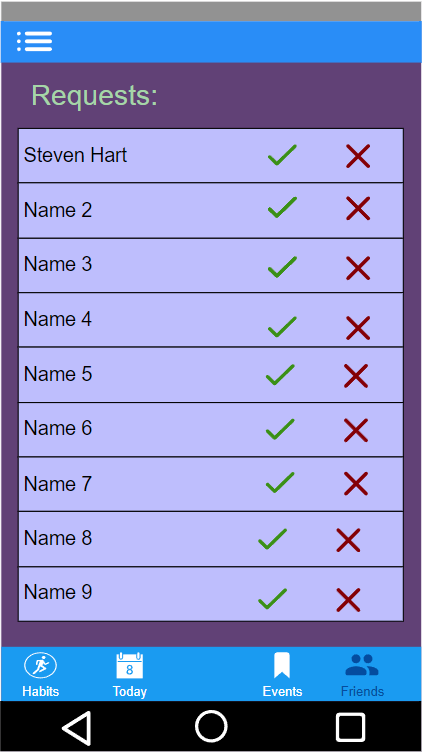 Requests:
Steven Hart
Name 2
Name 3
Name 4
Name 5
Name 6
Name 7
Name 8
Name 9
8
Habits Today Events Friends